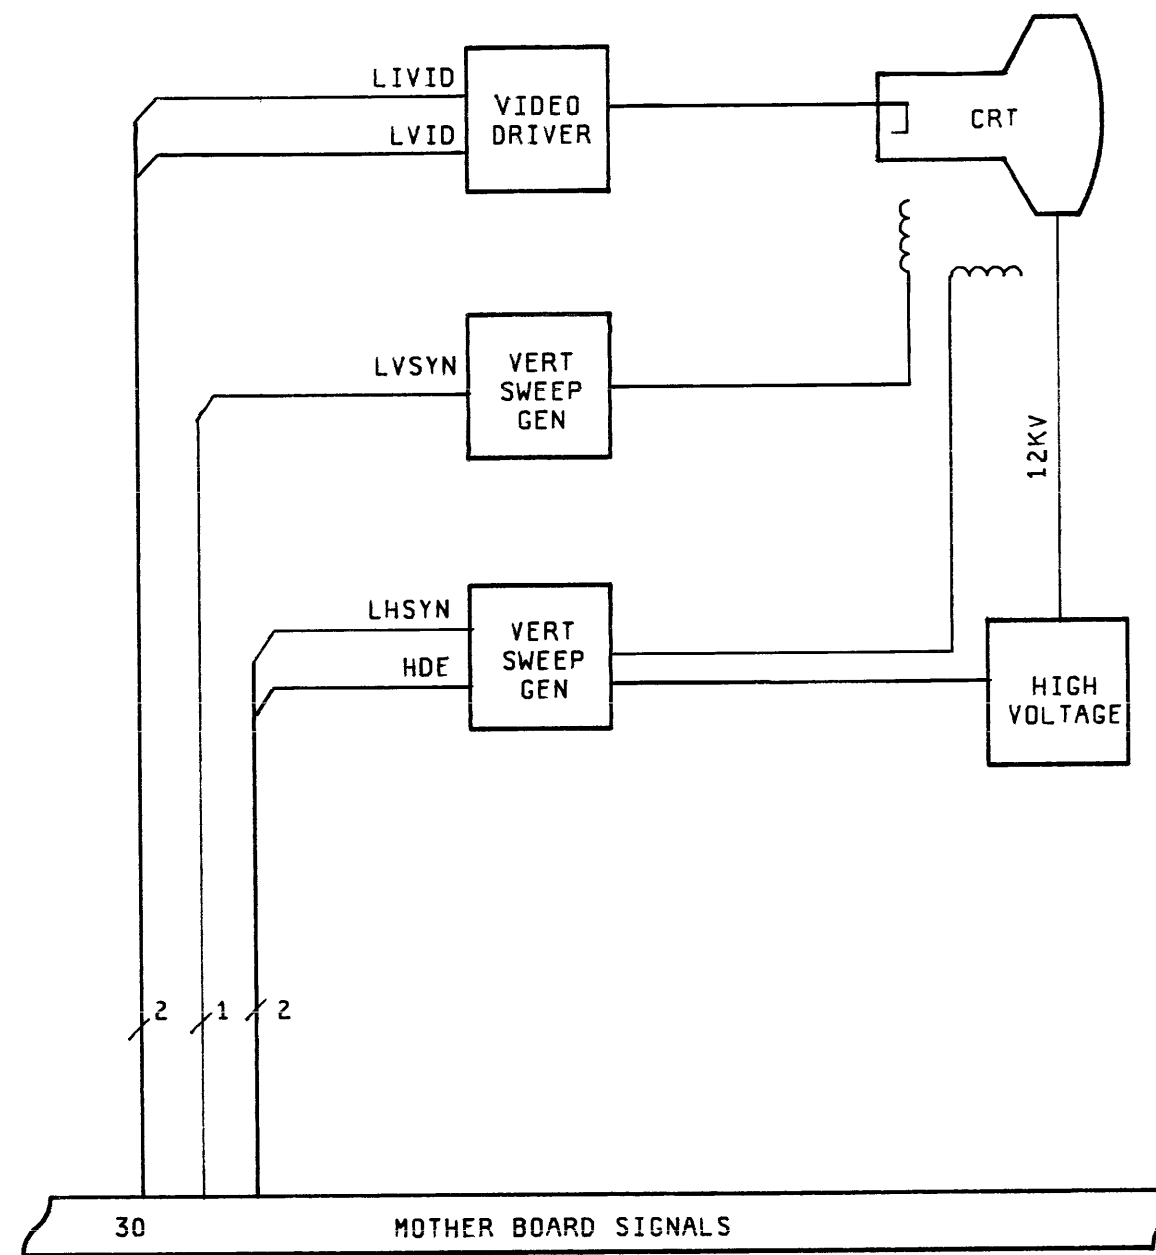 LIVID
LVID
VIDEO
DRIVER
CRT
LVSYN
VERT
SWEEP
GEN
12KV
LHSYN
HDE
VERT
SWEEP
GEN
HIGH
VOLTAGE
2
1
2
30
MOTHER BOARD SIGNALS